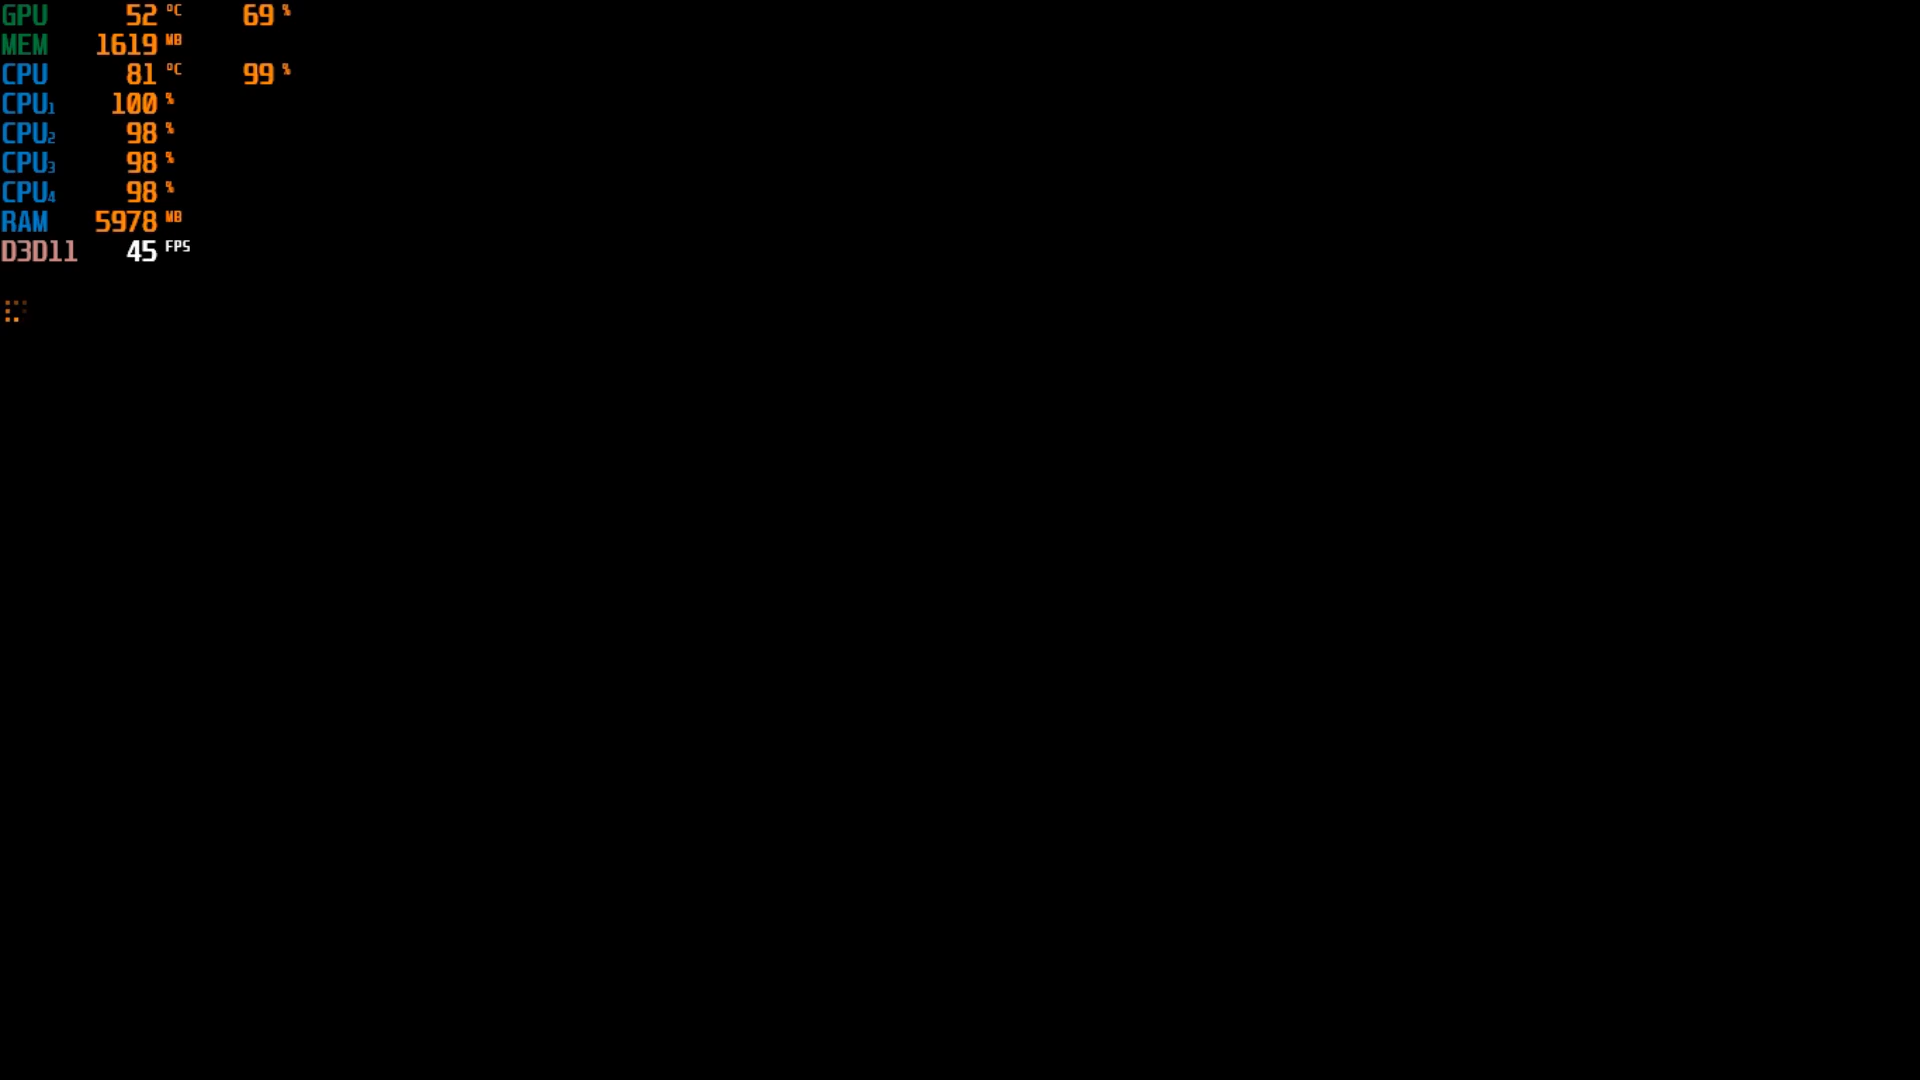 GPU 52 °C 69 %
MEM 1619 MB
CPU 81 °C 99 %
CPU1 100 %
CPU2 98 %
CPU3 98 %
CPU4 98 %
RAM 5978 MB
D3D11 45 FPS